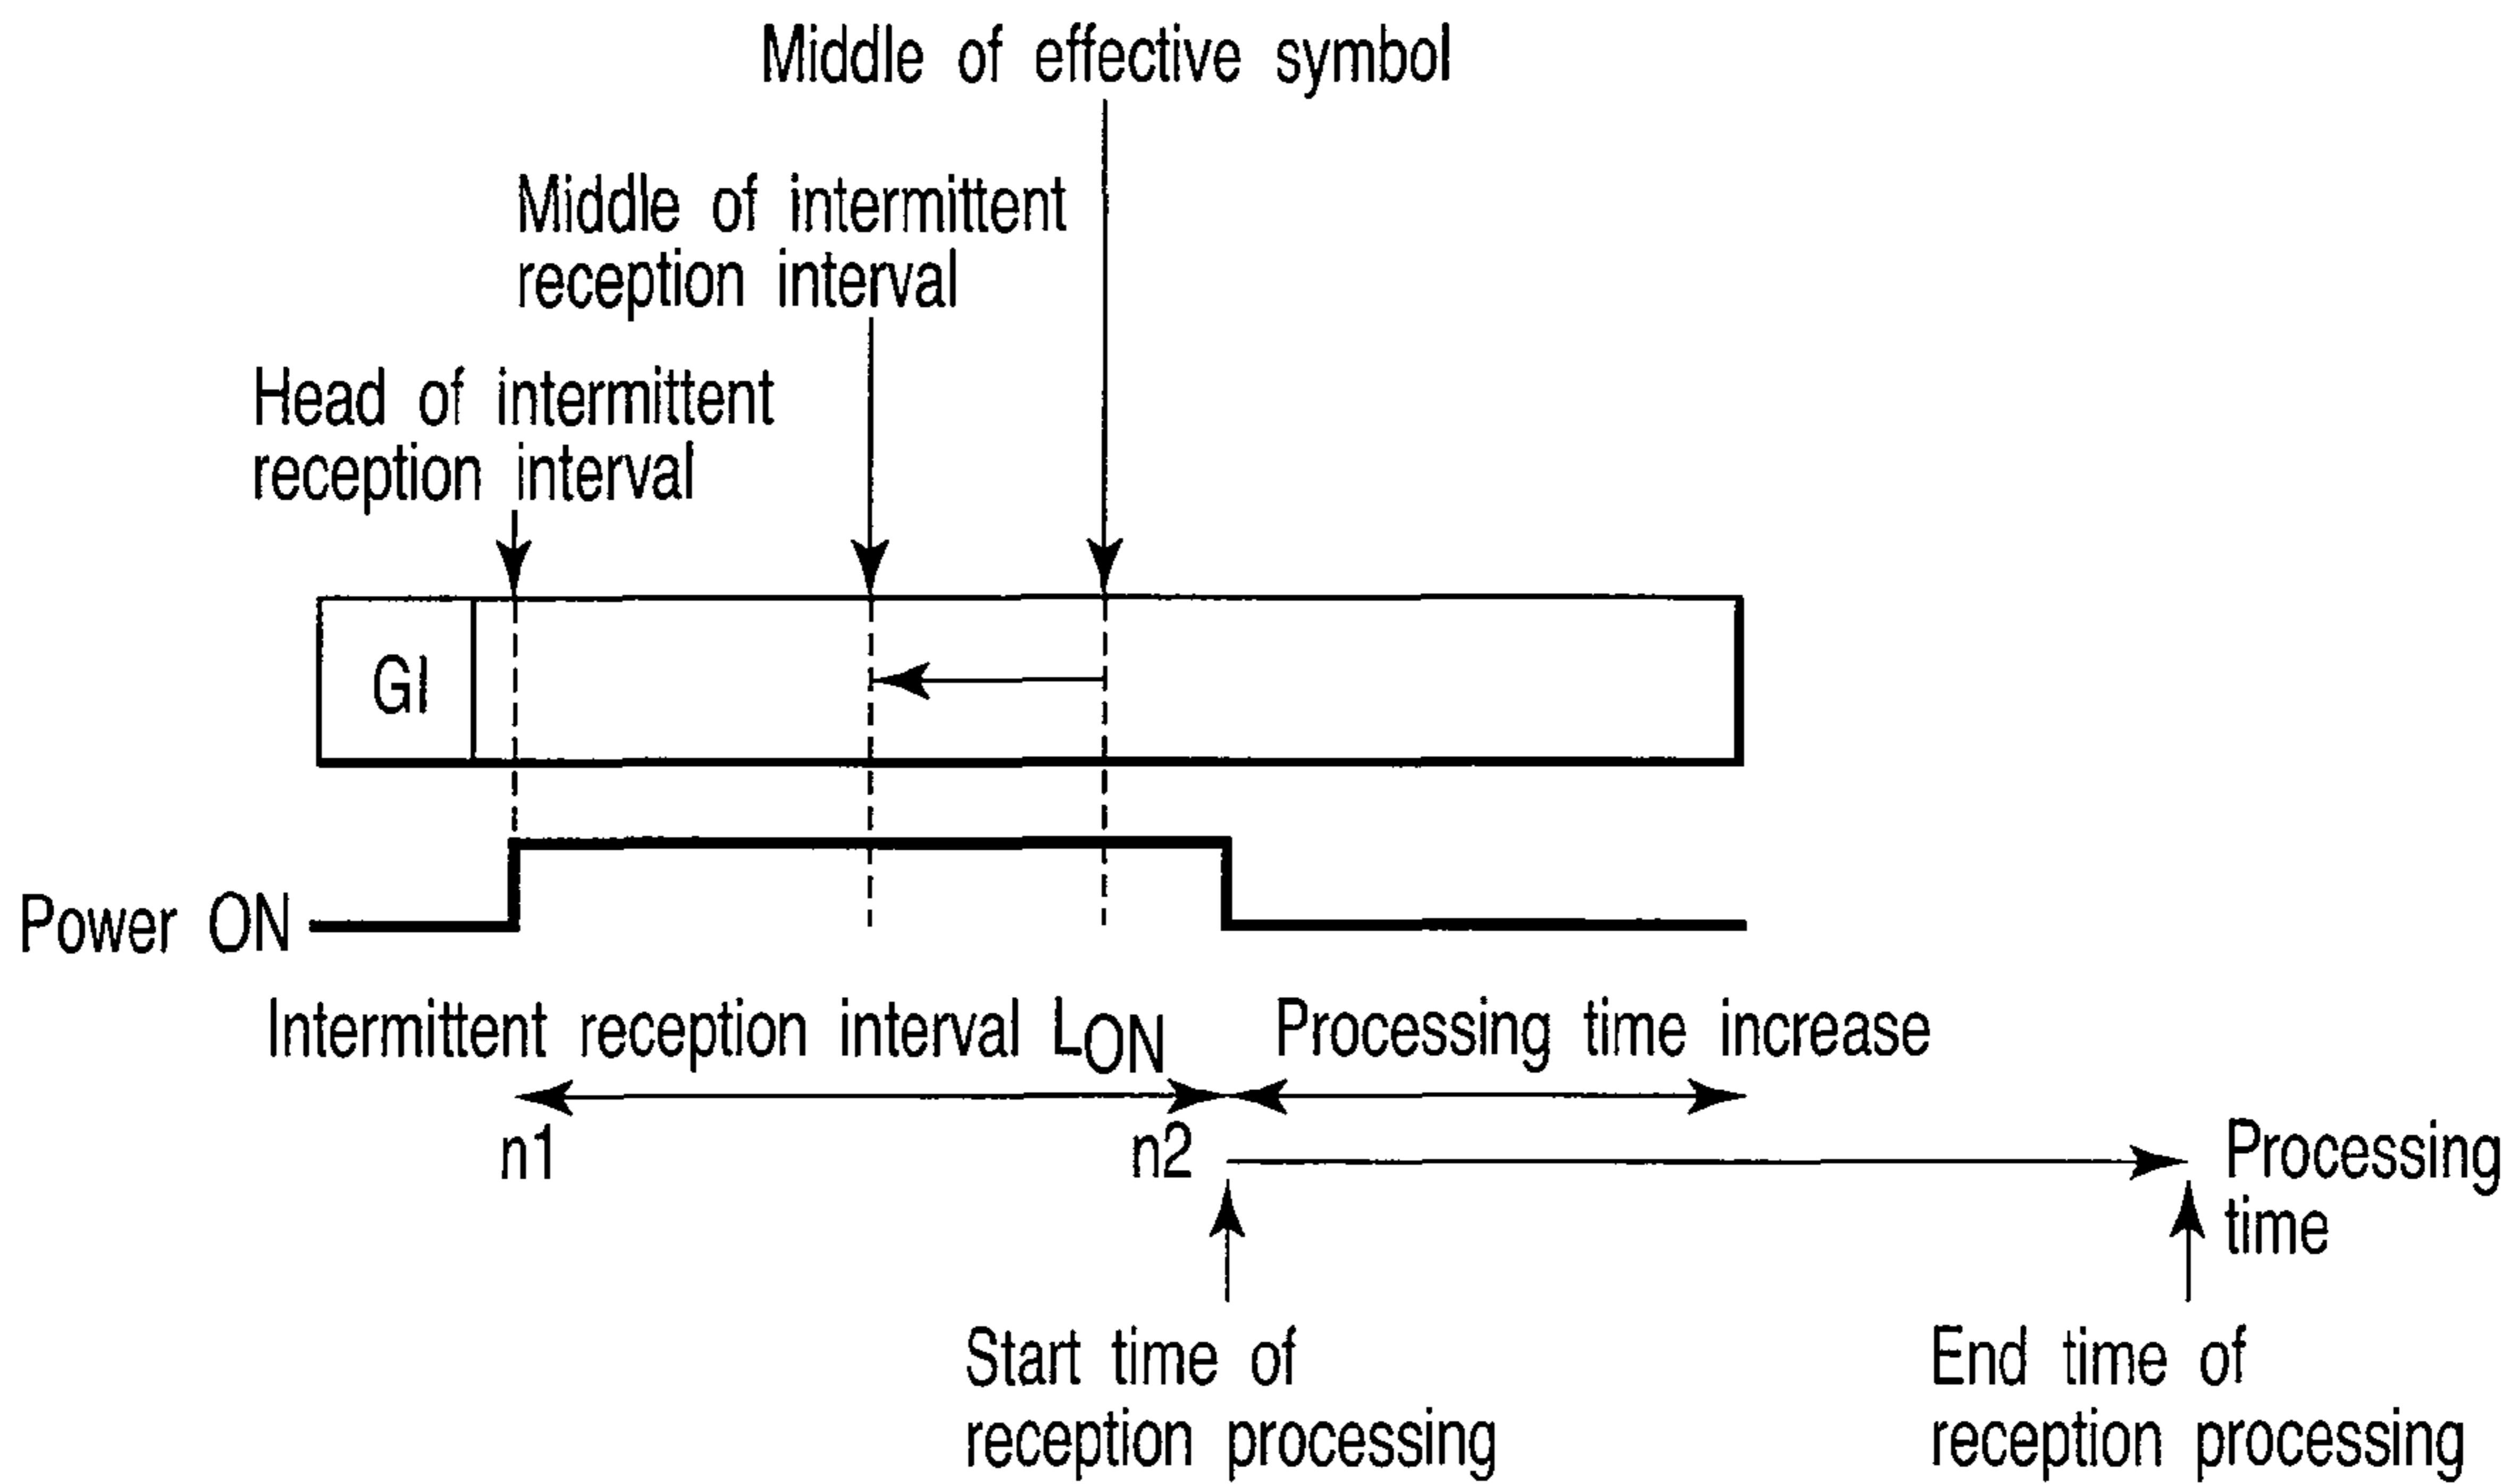 Middle of effective symbol
Middle of intermittent
reception interval
Head of intermittent
reception interval
GI
Power ON
Intermittent reception interval LON
Processing time increase
n1
n2
Processing
time
Start time of
reception processing
End time of
reception processing